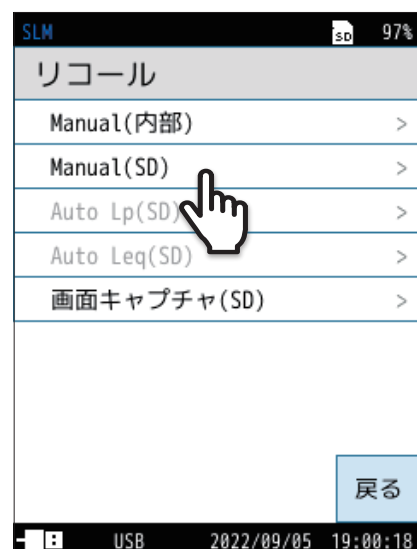 SLM SD 97%
リコール
Manual(内部) >
Manual(SD) >
Auto Lp(SD) >
Auto Leq(SD) >
画面キャプチャ(SD) >
戻る
USB 2022/09/05 19:00:18